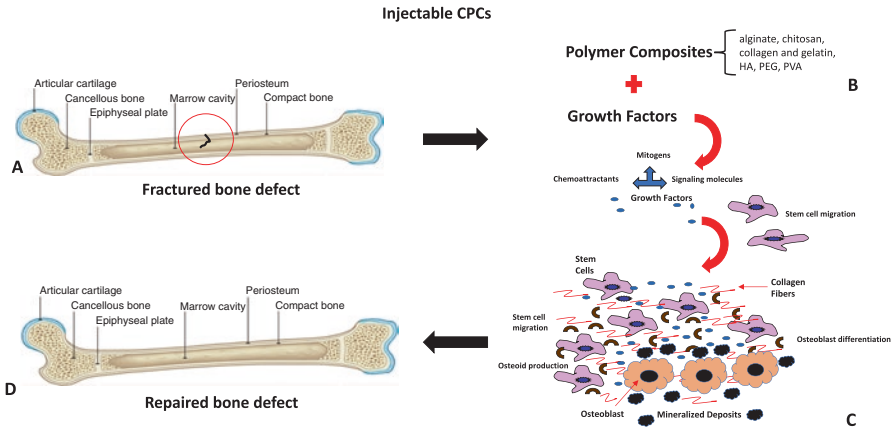 Injectable CPCs
Articular cartilage
Cancellous bone
Epiphyseal plate
Marrow cavity
Periosteum
Compact bone
A
Fractured bone defect
Polymer Composites
alginate, chitosan,
collagen and gelatin,
HA, PEG, PVA
B
Growth Factors
Mitogens
Chemoattractants
Signaling molecules
Growth Factors
Stem cell migration
Stem
Cells
Collagen
Fibers
Stem cell
migration
Osteoblast differentiation
Osteoid production
Osteoblast
Mineralized Deposits
C
Articular cartilage
Cancellous bone
Epiphyseal plate
Marrow cavity
Periosteum
Compact bone
D
Repaired bone defect